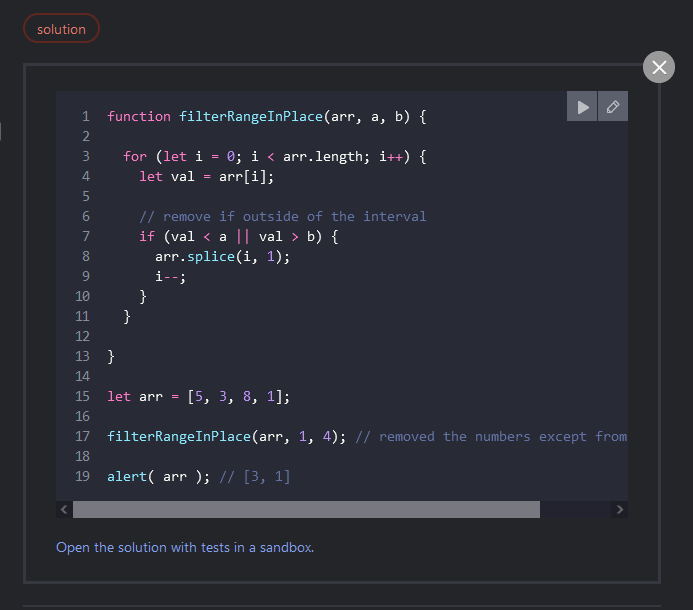 solution
1 function filterRangeInPlace(arr, a, b) {
2
3   for (let i = 0; i < arr.length; i++) {
4     let val = arr[i];
5
6     // remove if outside of the interval
7     if (val < a || val > b) {
8       arr.splice(i, 1);
9       i--;
10     }
11   }
12
13 }
14
15 let arr = [5, 3, 8, 1];
16
17 filterRangeInPlace(arr, 1, 4); // removed the numbers except from
18
19 alert( arr ); // [3, 1]
Open the solution with tests in a sandbox.